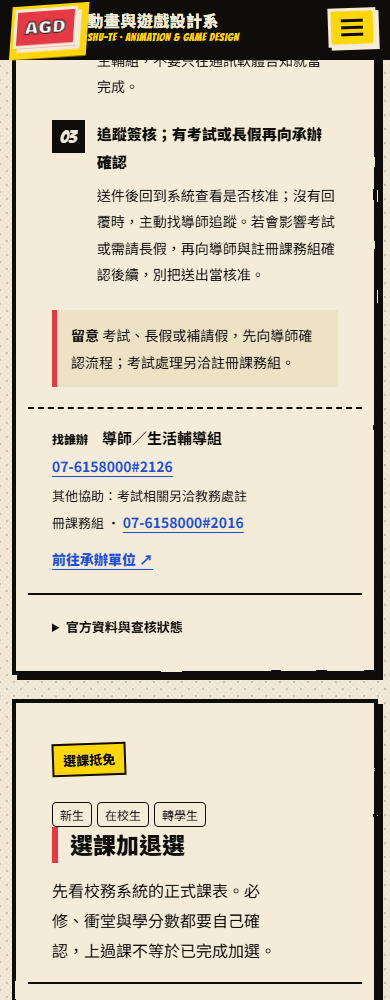 AGD
動畫與遊戲設計系
SHU-TE · ANIMATION & GAME DESIGN
完成。
03
追蹤簽核；有考試或長假再向承辦
確認
送件後回到系統查看是否核准；沒有回
覆時，主動找導師追蹤。若會影響考試
或需請長假，再向導師與註冊課務組確
認後續，別把送出當核准。
留意 考試、長假或補請假，先向導師確
認流程；考試處理另洽註冊課務組。
找誰辦 導師／生活輔導組
07-6158000#2126
其他協助：考試相關另洽教務處註
冊課務組 · 07-6158000#2016
前往承辦單位 ↗
▶ 官方資料與查核狀態
選課抵免
新生 在校生 轉學生
選課加退選
先看校務系統的正式課表。必
修、衝堂與學分數都要自己確
認，上過課不等於已完成加選。